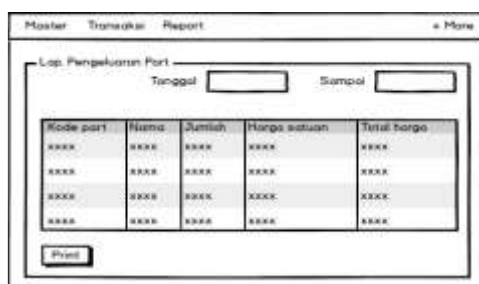 Master Transaksi Report + More
Lap. Pengeluaran Part
Tanggal Sampai
Kode part Nama Jumlah Harga satuan Total harga
xxxx xxxx xxxx xxxx xxxx
xxxx xxxx xxxx xxxx xxxx
xxxx xxxx xxxx xxxx xxxx
xxxx xxxx xxxx xxxx xxxx
Print